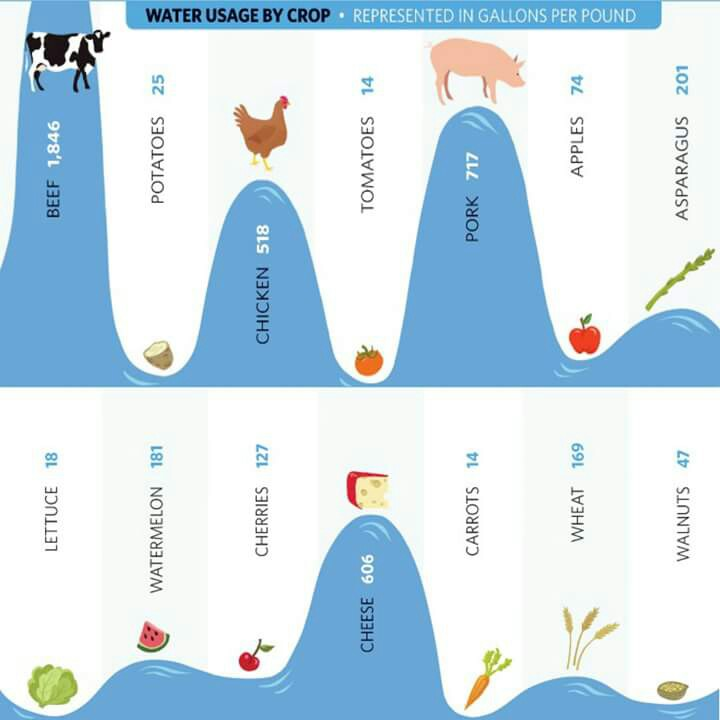 WATER USAGE BY CROP • REPRESENTED IN GALLONS PER POUND
BEEF 1,846
POTATOES 25
CHICKEN 518
TOMATOES 14
PORK 717
APPLES 74
ASPARAGUS 201
LETTUCE 18
WATERMELON 181
CHERRIES 127
CHEESE 606
CARROTS 14
WHEAT 169
WALNUTS 47